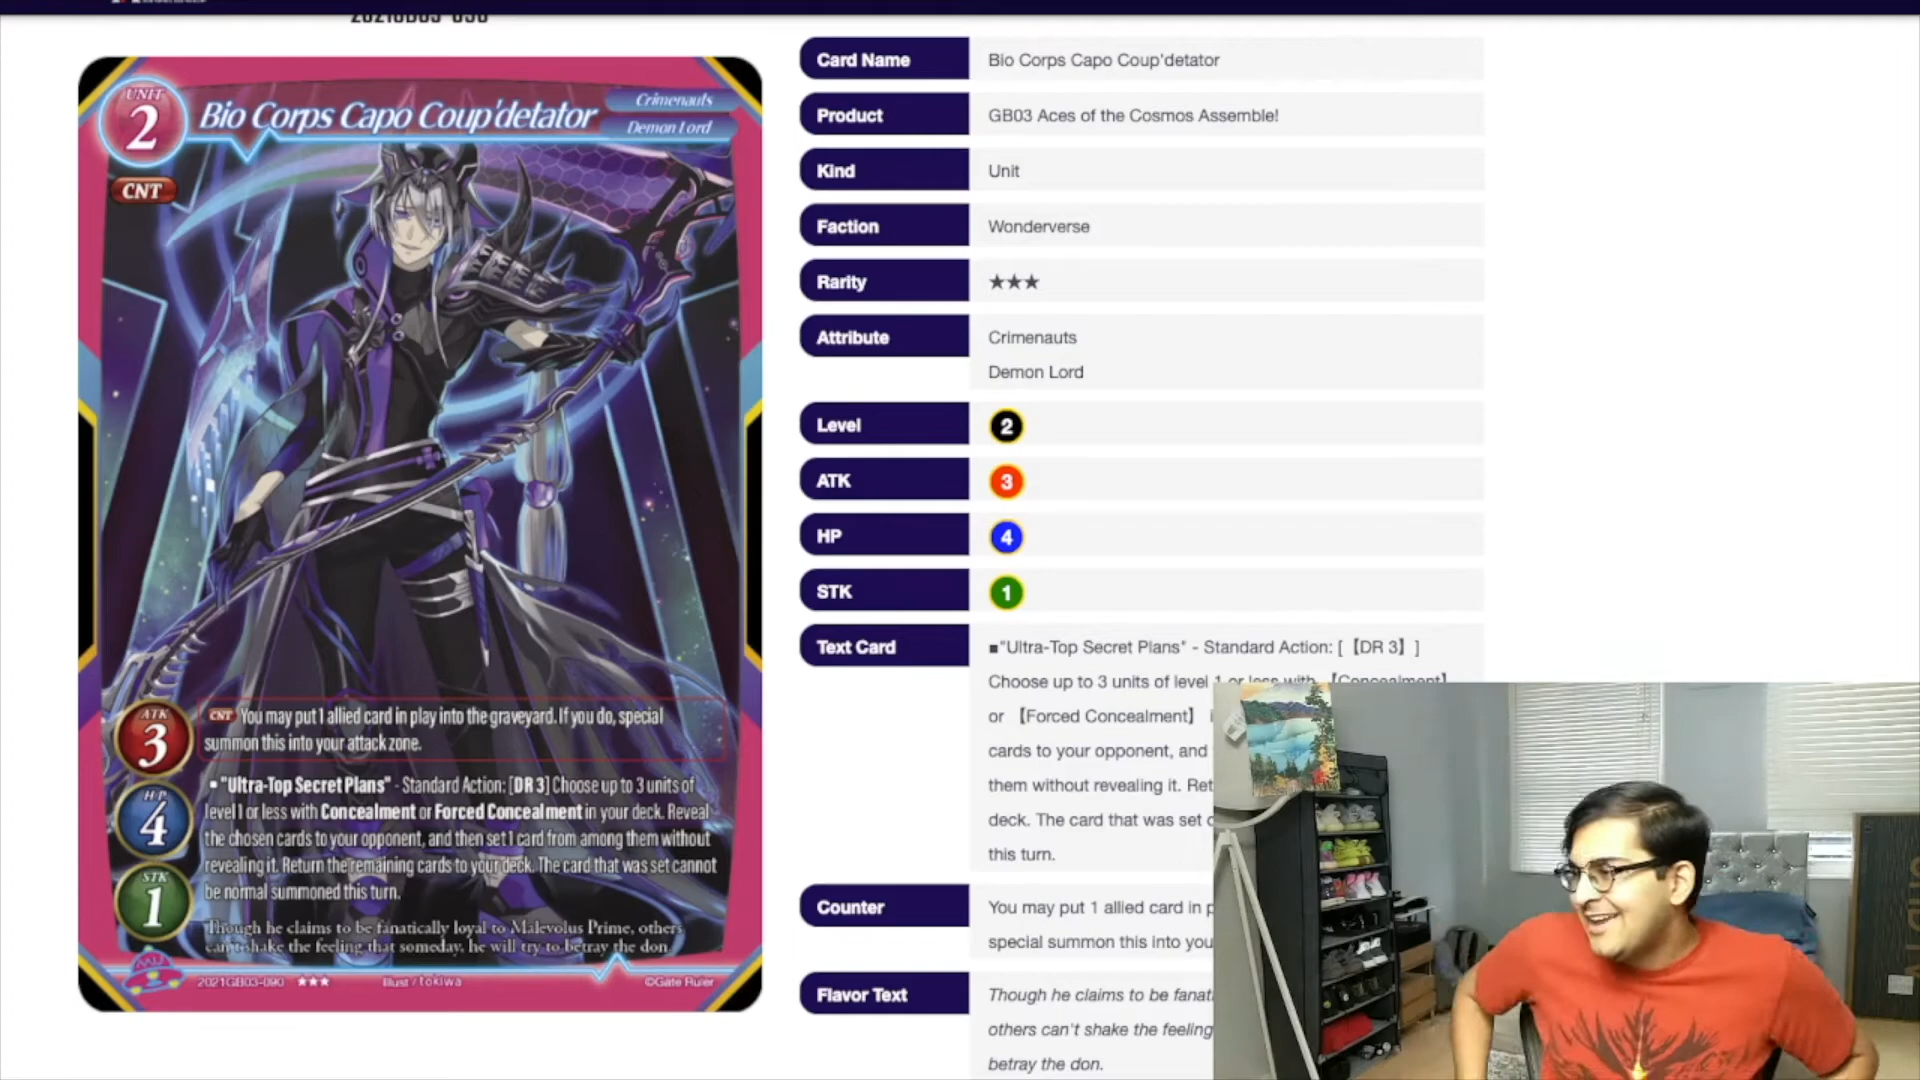 UNIT
2
Bio Corps Capo Coup'detator
Crimenauts
Demon Lord
CNT
ATK
3
HP
4
STK
1
CNT You may put 1 allied card in play into the graveyard. If you do, special
summon this into your attack zone.
▪ "Ultra-Top Secret Plans" - Standard Action: [DR 3] Choose up to 3 units of
level 1 or less with Concealment or Forced Concealment in your deck. Reveal
the chosen cards to your opponent, and then set 1 card from among them without
revealing it. Return the remaining cards to your deck. The card that was set cannot
be normal summoned this turn.
Though he claims to be fanatically loyal to Malevolus Prime, others
can't shake the feeling that someday, he will try to betray the don
2021GB03-090 ★★★ Illust / tokiwa ©Gate Ruler
Card Name Bio Corps Capo Coup'detator
Product GB03 Aces of the Cosmos Assemble!
Kind Unit
Faction Wonderverse
Rarity ★★★
Attribute Crimenauts
Demon Lord
Level 2
ATK 3
HP 4
STK 1
Text Card ■"Ultra-Top Secret Plans" - Standard Action: [【DR 3】]
Choose up to 3 units of level 1 or less with 【Concealment】
or 【Forced Concealment】
cards to your opponent, and
them without revealing it. Ret
deck. The card that was set
this turn.
Counter You may put 1 allied card in
special summon this into you
Flavor Text Though he claims to be fanat
others can't shake the feeling
betray the don.